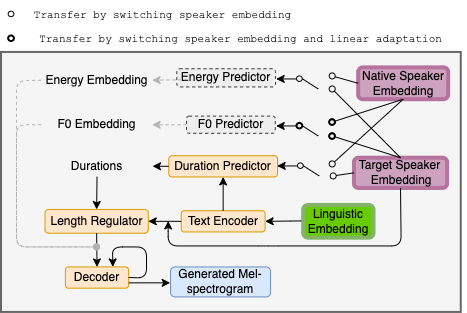 Transfer by switching speaker embedding
Transfer by switching speaker embedding and linear adaptation
Energy Embedding
Energy Predictor
Native Speaker
Embedding
F0 Embedding
F0 Predictor
Durations
Duration Predictor
Target Speaker
Embedding
Length Regulator
Text Encoder
Linguistic
Embedding
Decoder
Generated Mel-
spectrogram